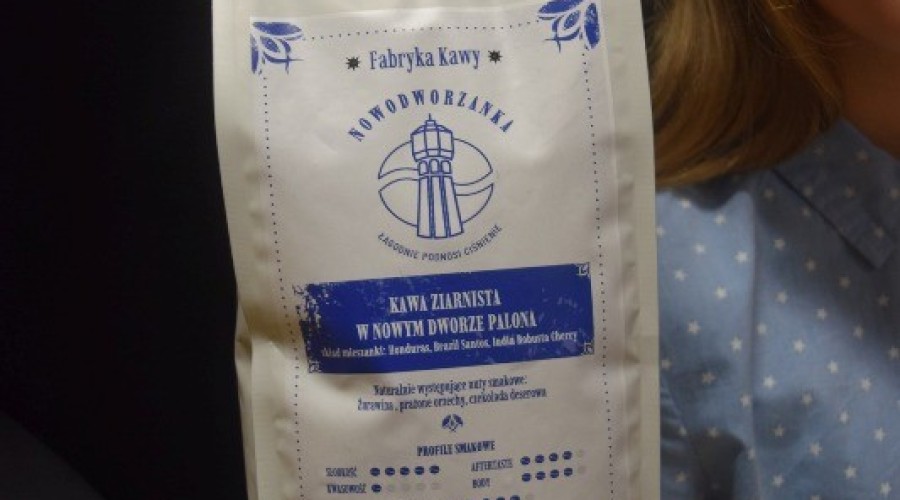 Fabryka Kawy
NOWODWORZANKA
ŁAGODNIE PODNOSI CIŚNIENIE
KAWA ZIARNISTA
W NOWYM DWORZE PALONA
skład mieszanki: Honduras, Brazil Santos, India Robusta Cherry
Naturalnie występujące nuty smakowe:
Żurawina, prażone orzechy, czekolada deserowa
PROFILE SMAKOWE
SŁODKOŚĆ
AFTERTASTE
KWASOWOŚĆ
BODY